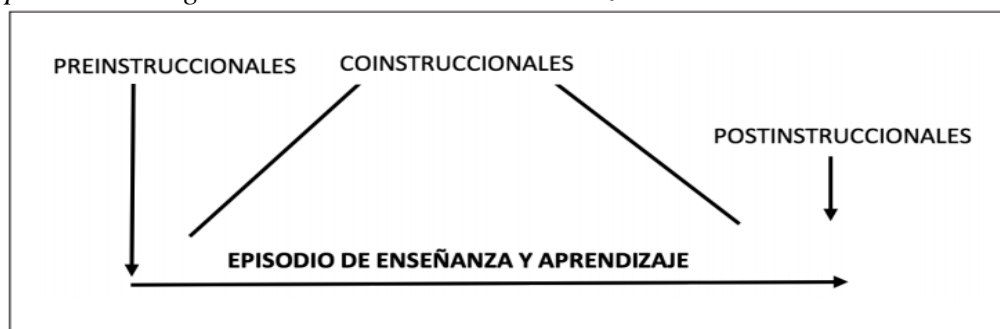 PREINSTRUCCIONALES
COINSTRUCCIONALES
POSTINSTRUCCIONALES
EPISODIO DE ENSEÑANZA Y APRENDIZAJE